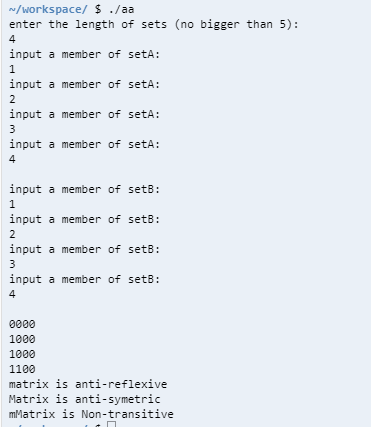 ~/workspace/ $ ./aa
enter the length of sets (no bigger than 5):
4
input a member of setA:
1
input a member of setA:
2
input a member of setA:
3
input a member of setA:
4
input a member of setB:
1
input a member of setB:
2
input a member of setB:
3
input a member of setB:
4
0000
1000
1000
1100
matrix is anti-reflexive
Matrix is anti-symetric
mMatrix is Non-transitive